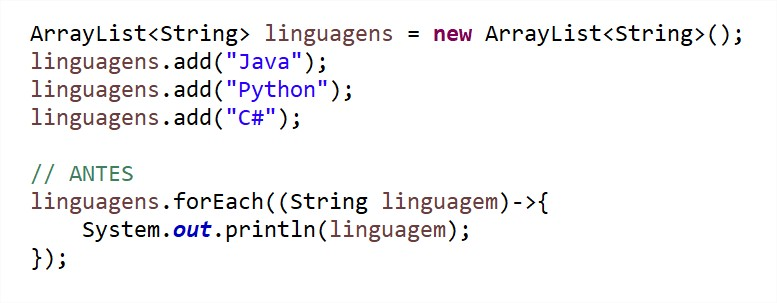 ArrayList<String> linguagens = new ArrayList<String>();
linguagens.add("Java");
linguagens.add("Python");
linguagens.add("C#");
// ANTES
linguagens.forEach((String linguagem)->{
System.out.println(linguagem);
});